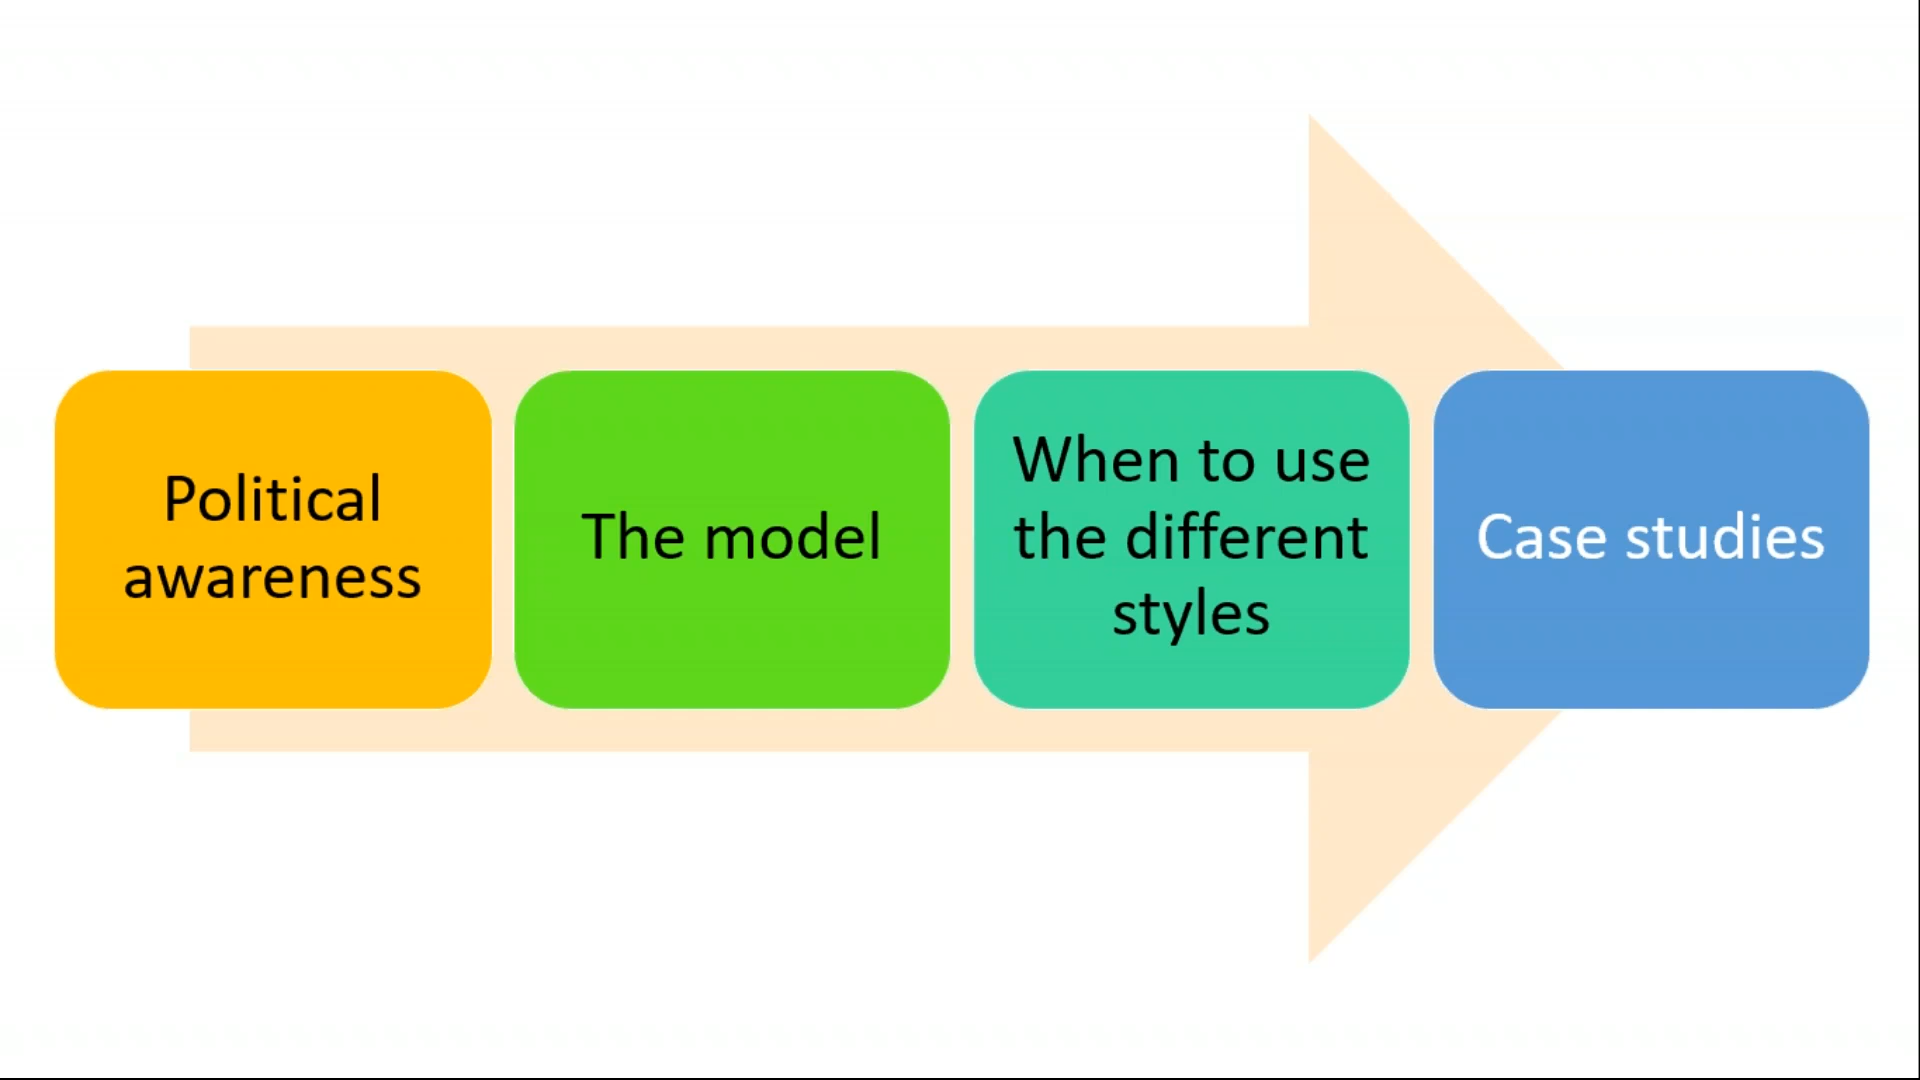 Political
awareness
The model
When to use
the different
styles
Case studies